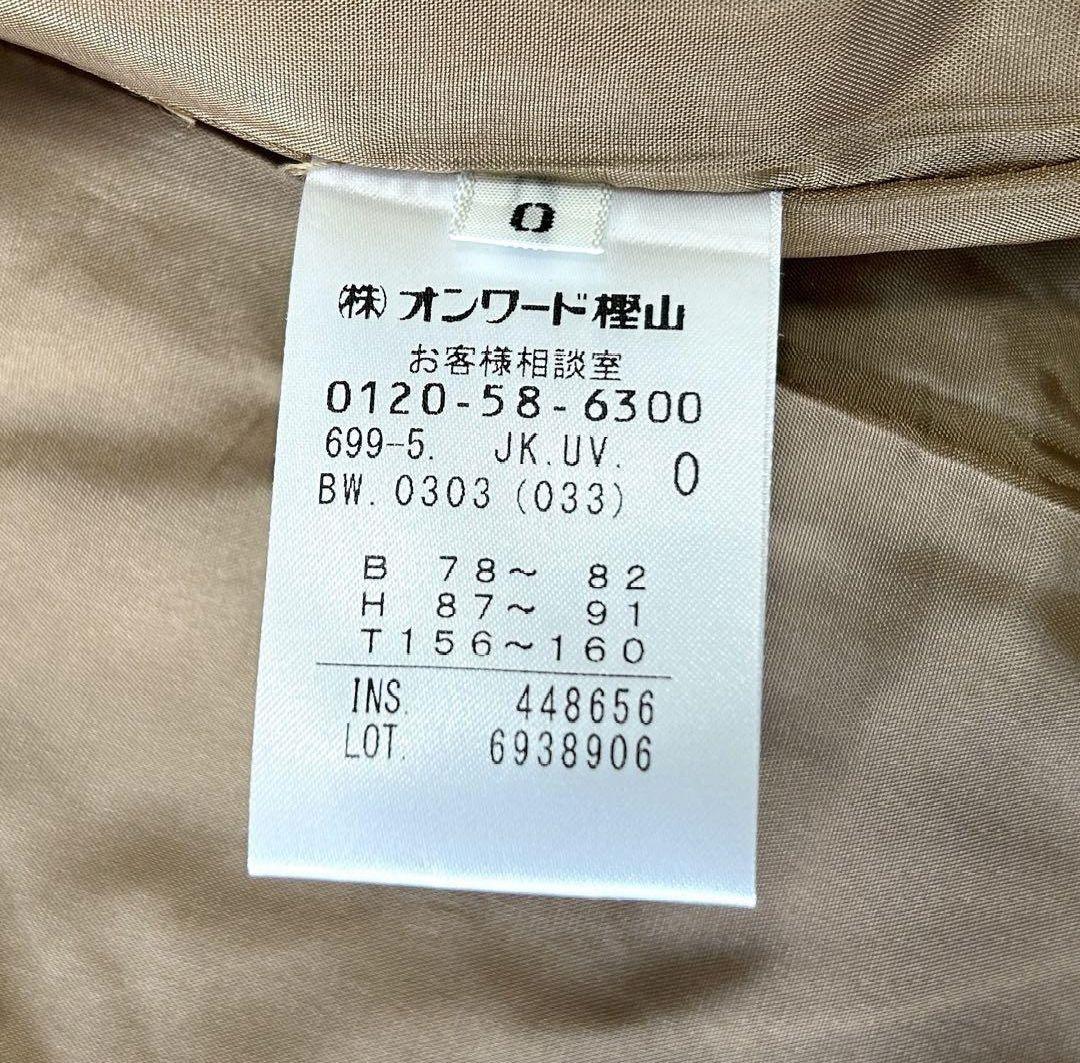 0
(株)オンワード樫山
お客様相談室
0120-58-6300
699-5. JK.UV. 0
BW. 0303 (033)
B 78~ 82
H 87~ 91
T156~160
INS. 448656
LOT. 6938906